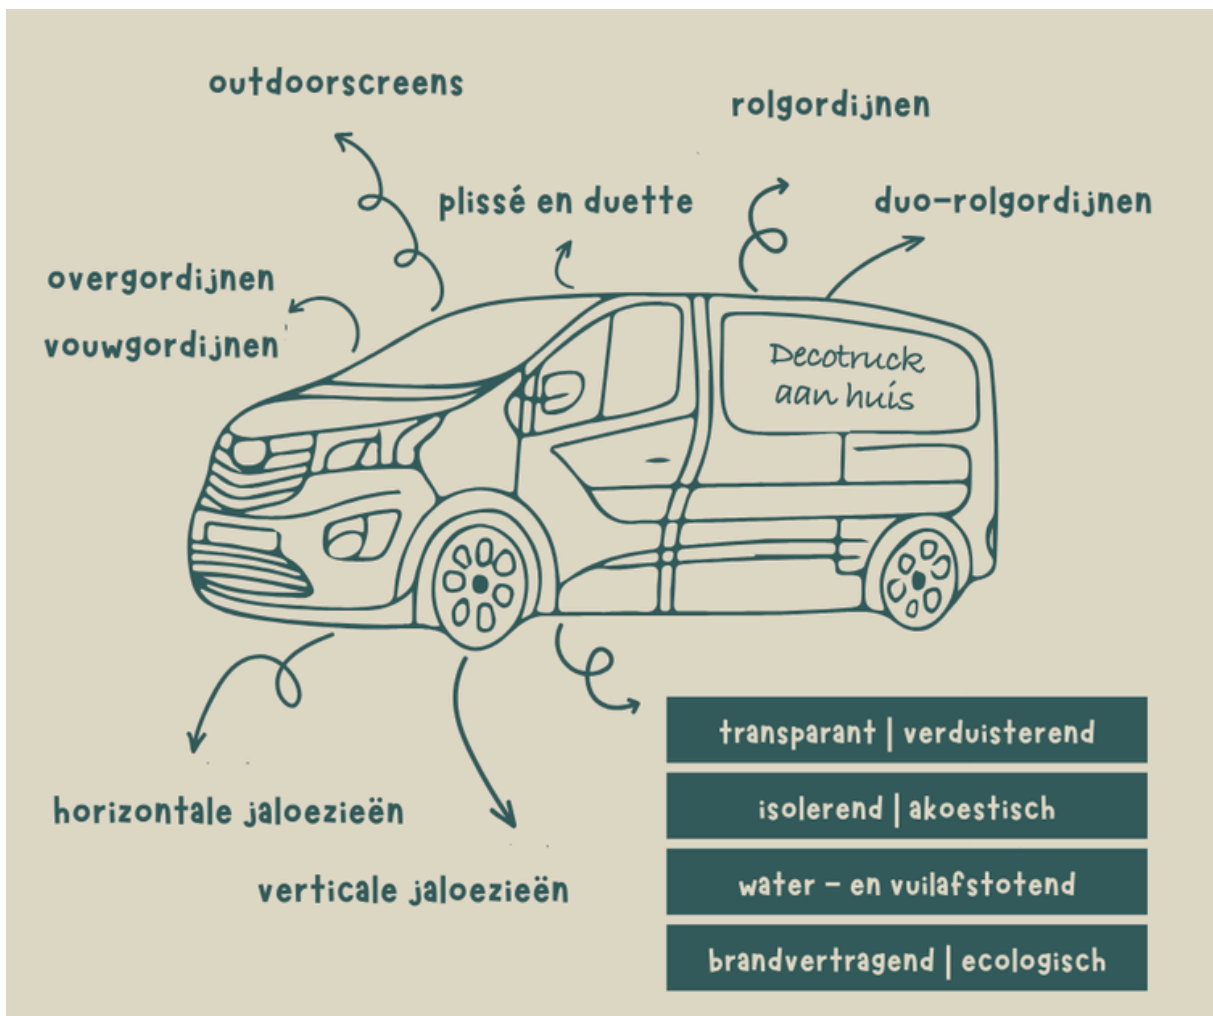 outdoorscreens
rolgordijnen
plissé en duette
duo-rolgordijnen
overgordijnen
vouwgordijnen
Decotruck
aan huis
transparant | verduisterend
isolerend | akoestisch
water - en vuilafstotend
brandvertragend | ecologisch
horizontale jaloezieën
verticale jaloezieën